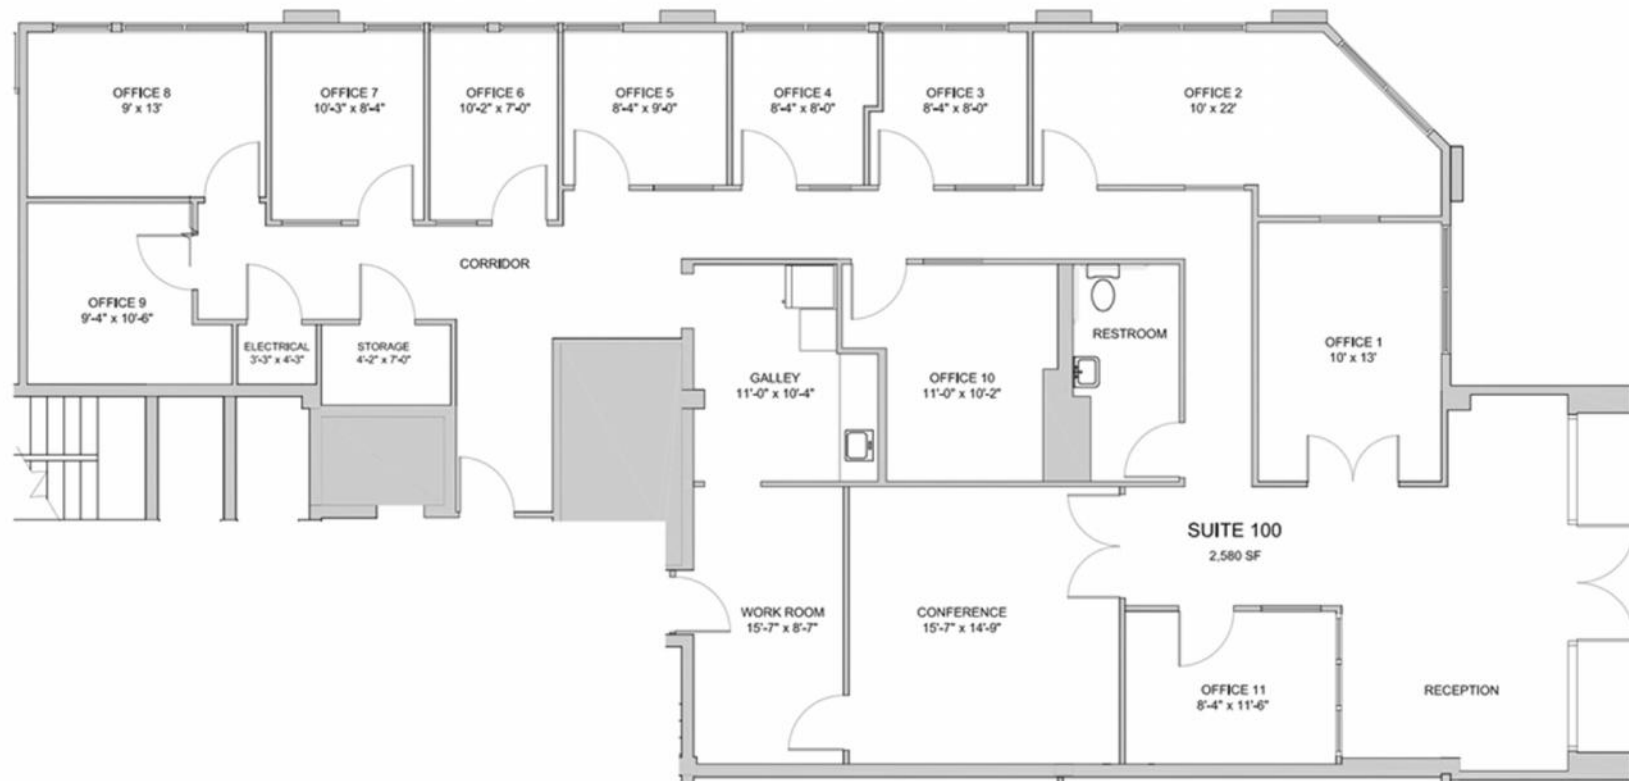 OFFICE 8
9' x 13'
OFFICE 7
10'-3" x 8'-4"
OFFICE 6
10'-2" x 7'-0"
OFFICE 5
8'-4" x 9'-0"
OFFICE 4
8'-4" x 8'-0"
OFFICE 3
8'-4" x 8'-0"
OFFICE 2
10' x 22'
CORRIDOR
OFFICE 9
9'-4" x 10'-6"
ELECTRICAL
3'-3" x 4'-3"
STORAGE
4'-2" x 7'-0"
GALLEY
11'-0" x 10'-4"
OFFICE 10
11'-0" x 10'-2"
RESTROOM
OFFICE 1
10' x 13'
SUITE 100
2,580 SF
WORK ROOM
15'-7" x 8'-7"
CONFERENCE
15'-7" x 14'-9"
OFFICE 11
8'-4" x 11'-6"
RECEPTION